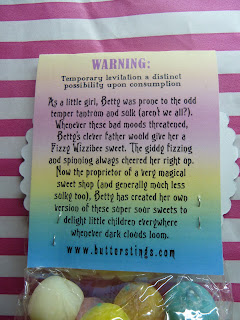 WARNING:
Temporary levitation a distinct
possibility upon consumption
As a little girl, Betty was prone to the odd
temper tantrum and sulk (aren't we all?).
Whenever these bad moods threatened,
Betty's clever father would give her a
Fizzy Wizzbee sweet. The giddy fizzing
and spinning always cheered her right up.
Now the proprietor of a very magical
sweet shop (and generally much less
sulky too), Betty has created her own
version of these super sour sweets to
delight little children everywhere
whenever dark clouds loom.
www.butterstings.com